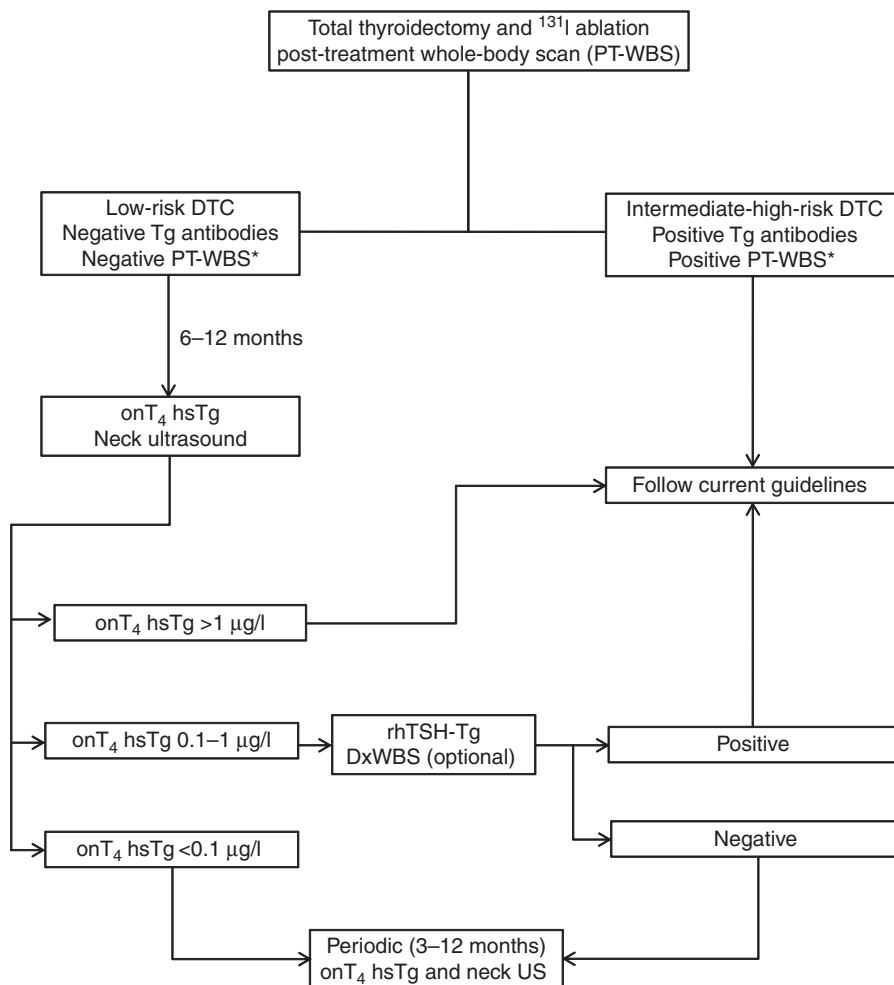 Total thyroidectomy and ¹³¹I ablation
post-treatment whole-body scan (PT-WBS)
Low-risk DTC
Negative Tg antibodies
Negative PT-WBS*
Intermediate-high-risk DTC
Positive Tg antibodies
Positive PT-WBS*
6–12 months
onT₄ hsTg
Neck ultrasound
Follow current guidelines
onT₄ hsTg >1 µg/l
onT₄ hsTg 0.1–1 µg/l
rhTSH-Tg
DxWBS (optional)
Positive
Negative
onT₄ hsTg <0.1 µg/l
Periodic (3–12 months)
onT₄ hsTg and neck US